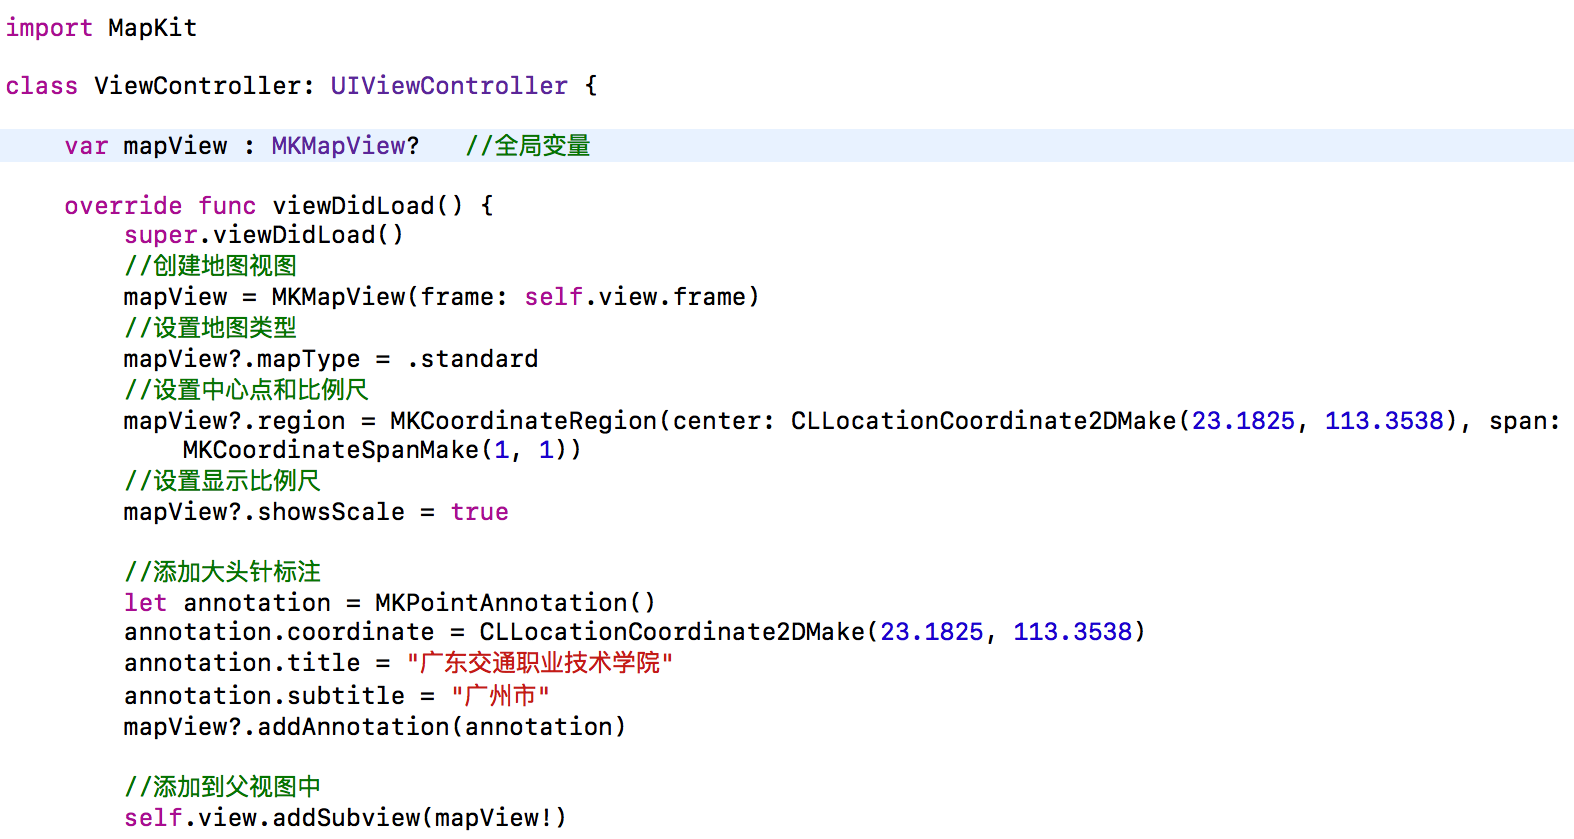 import MapKit
class ViewController: UIViewController {
var mapView : MKMapView?   //全局变量
override func viewDidLoad() {
super.viewDidLoad()
//创建地图视图
mapView = MKMapView(frame: self.view.frame)
//设置地图类型
mapView?.mapType = .standard
//设置中心点和比例尺
mapView?.region = MKCoordinateRegion(center: CLLocationCoordinate2DMake(23.1825, 113.3538), span:
MKCoordinateSpanMake(1, 1))
//设置显示比例尺
mapView?.showsScale = true
//添加大头针标注
let annotation = MKPointAnnotation()
annotation.coordinate = CLLocationCoordinate2DMake(23.1825, 113.3538)
annotation.title = "广东交通职业技术学院"
annotation.subtitle = "广州市"
mapView?.addAnnotation(annotation)
//添加到父视图中
self.view.addSubview(mapView!)